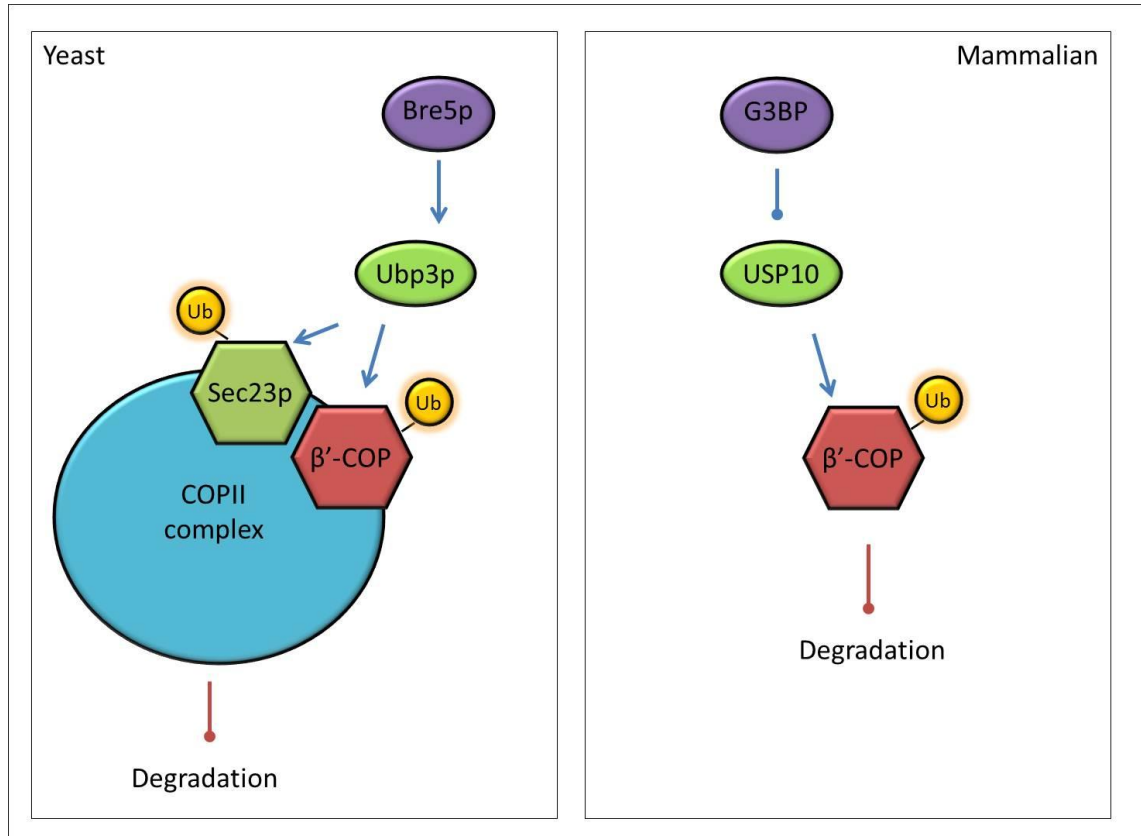 Yeast
Bre5p
Ubp3p
Ub
Sec23p
Ub
β’-COP
COPII
complex
Degradation
Mammalian
G3BP
USP10
Ub
β’-COP
Degradation